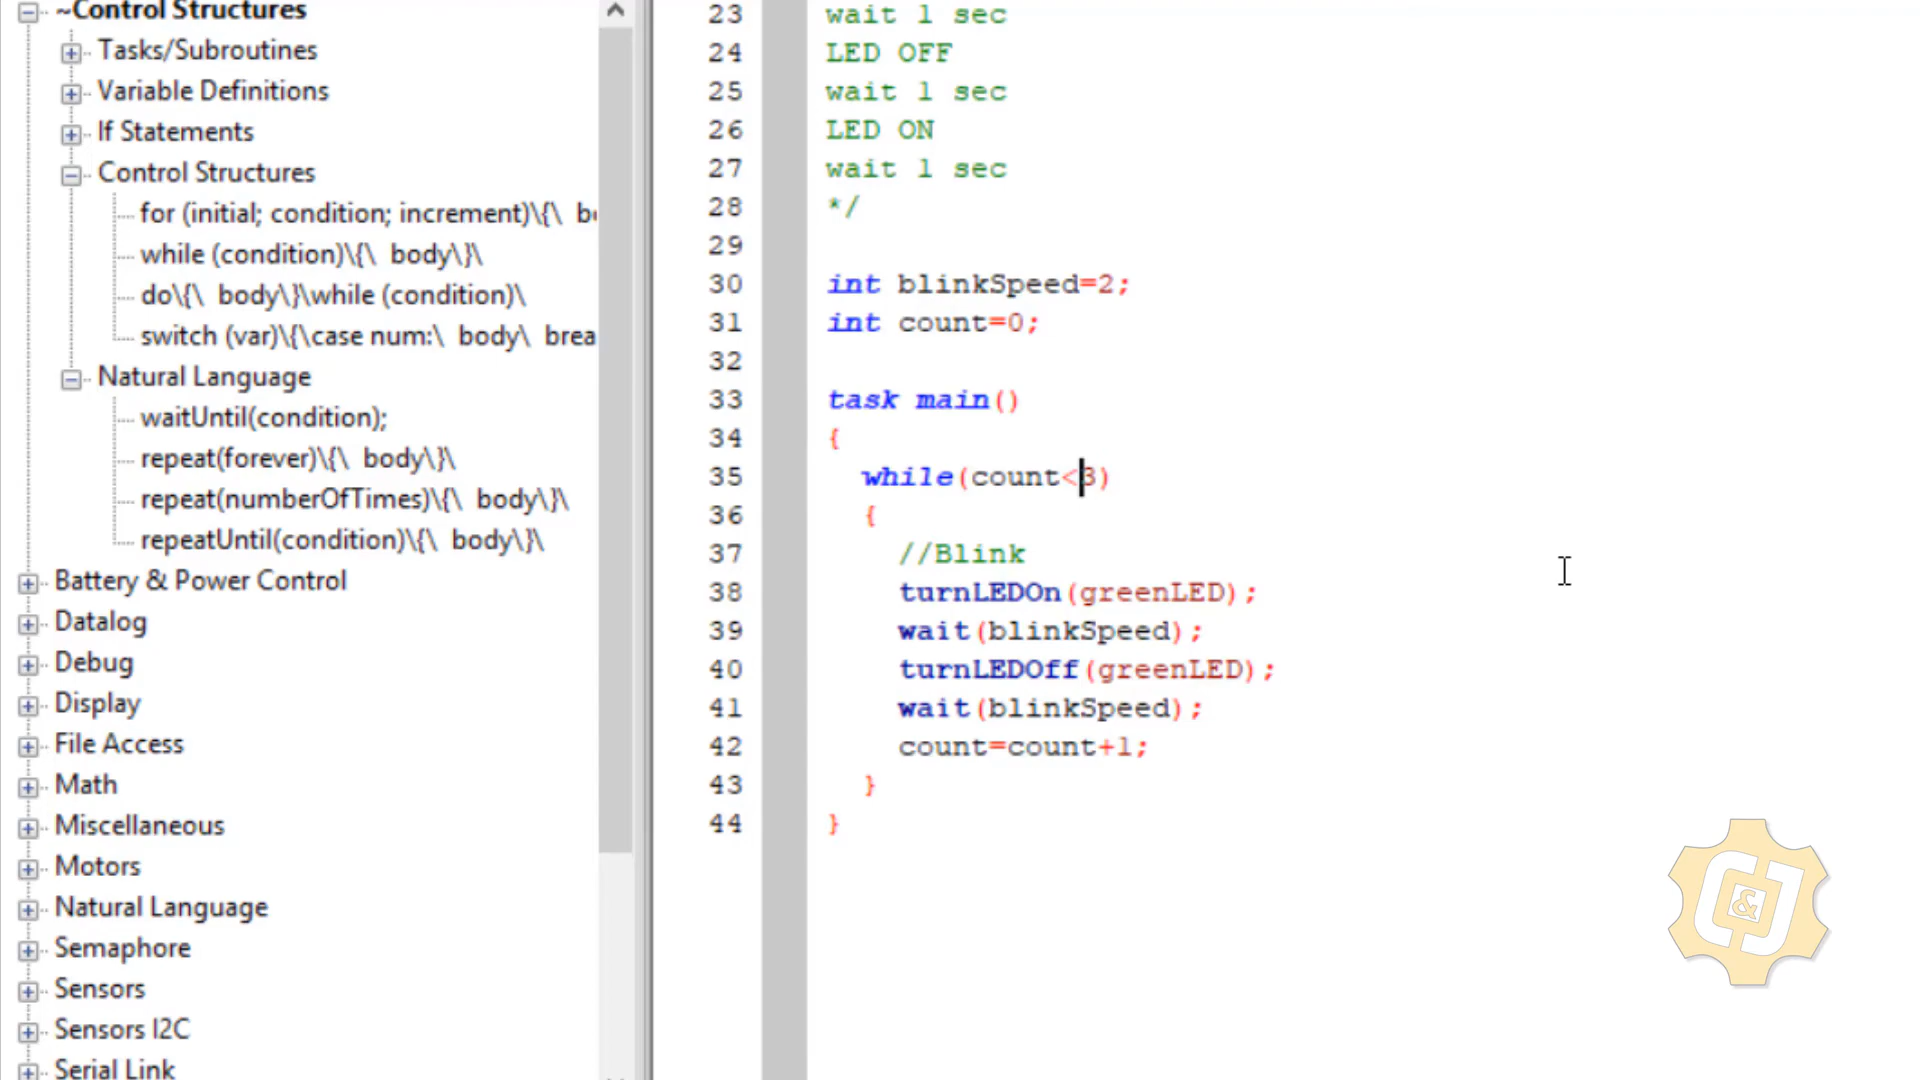 ~Control Structures
Tasks/Subroutines
Variable Definitions
If Statements
Control Structures
for (initial; condition; increment)\{\ b
while (condition)\{\ body\}\
do\{\ body\}\while (condition)\
switch (var)\{\case num:\ body\ brea
Natural Language
waitUntil(condition);
repeat(forever)\{\ body\}\
repeat(numberOfTimes)\{\ body\}\
repeatUntil(condition)\{\ body\}\
Battery & Power Control
Datalog
Debug
Display
File Access
Math
Miscellaneous
Motors
Natural Language
Semaphore
Sensors
Sensors I2C
Serial Link
23 wait 1 sec
24 LED OFF
25 wait 1 sec
26 LED ON
27 wait 1 sec
28 */
29
30 int blinkSpeed=2;
31 int count=0;
32
33 task main()
34 {
35 while(count<3)
36 {
37 //Blink
38 turnLEDOn(greenLED);
39 wait(blinkSpeed);
40 turnLEDOff(greenLED);
41 wait(blinkSpeed);
42 count=count+1;
43 }
44 }
C&J